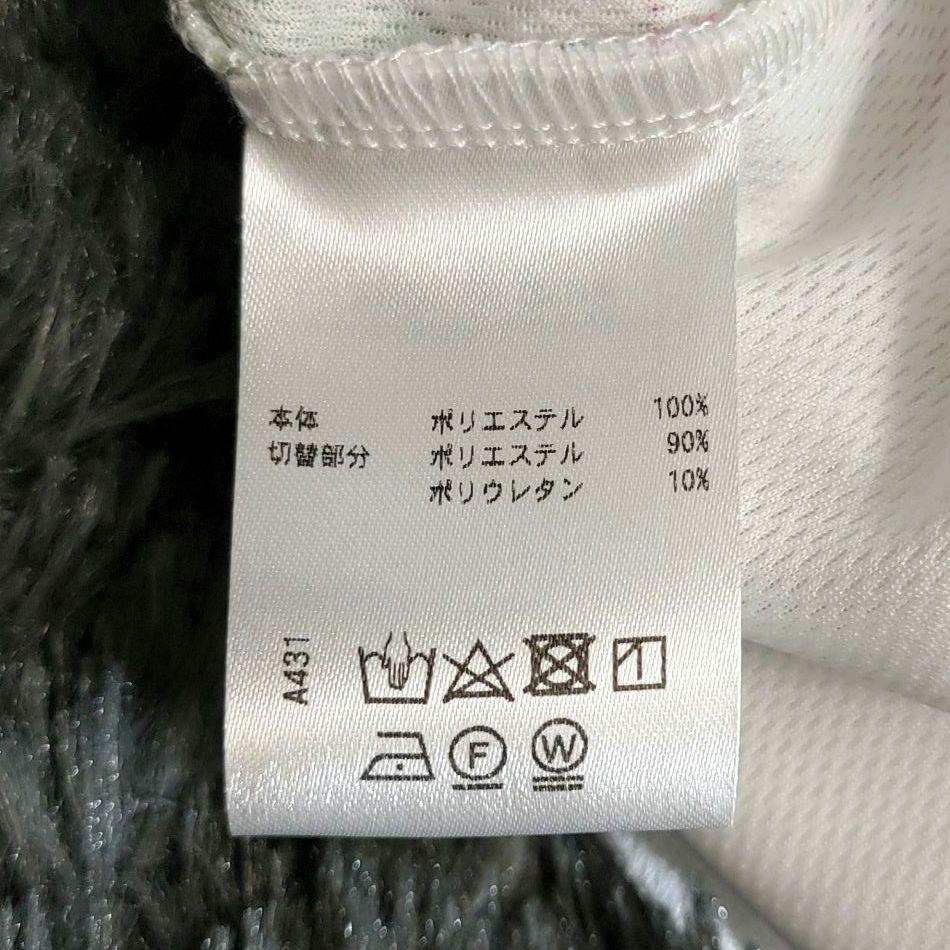 本体 ポリエステル 100%
切替部分 ポリエステル 90%
ポリウレタン 10%
A431
F W